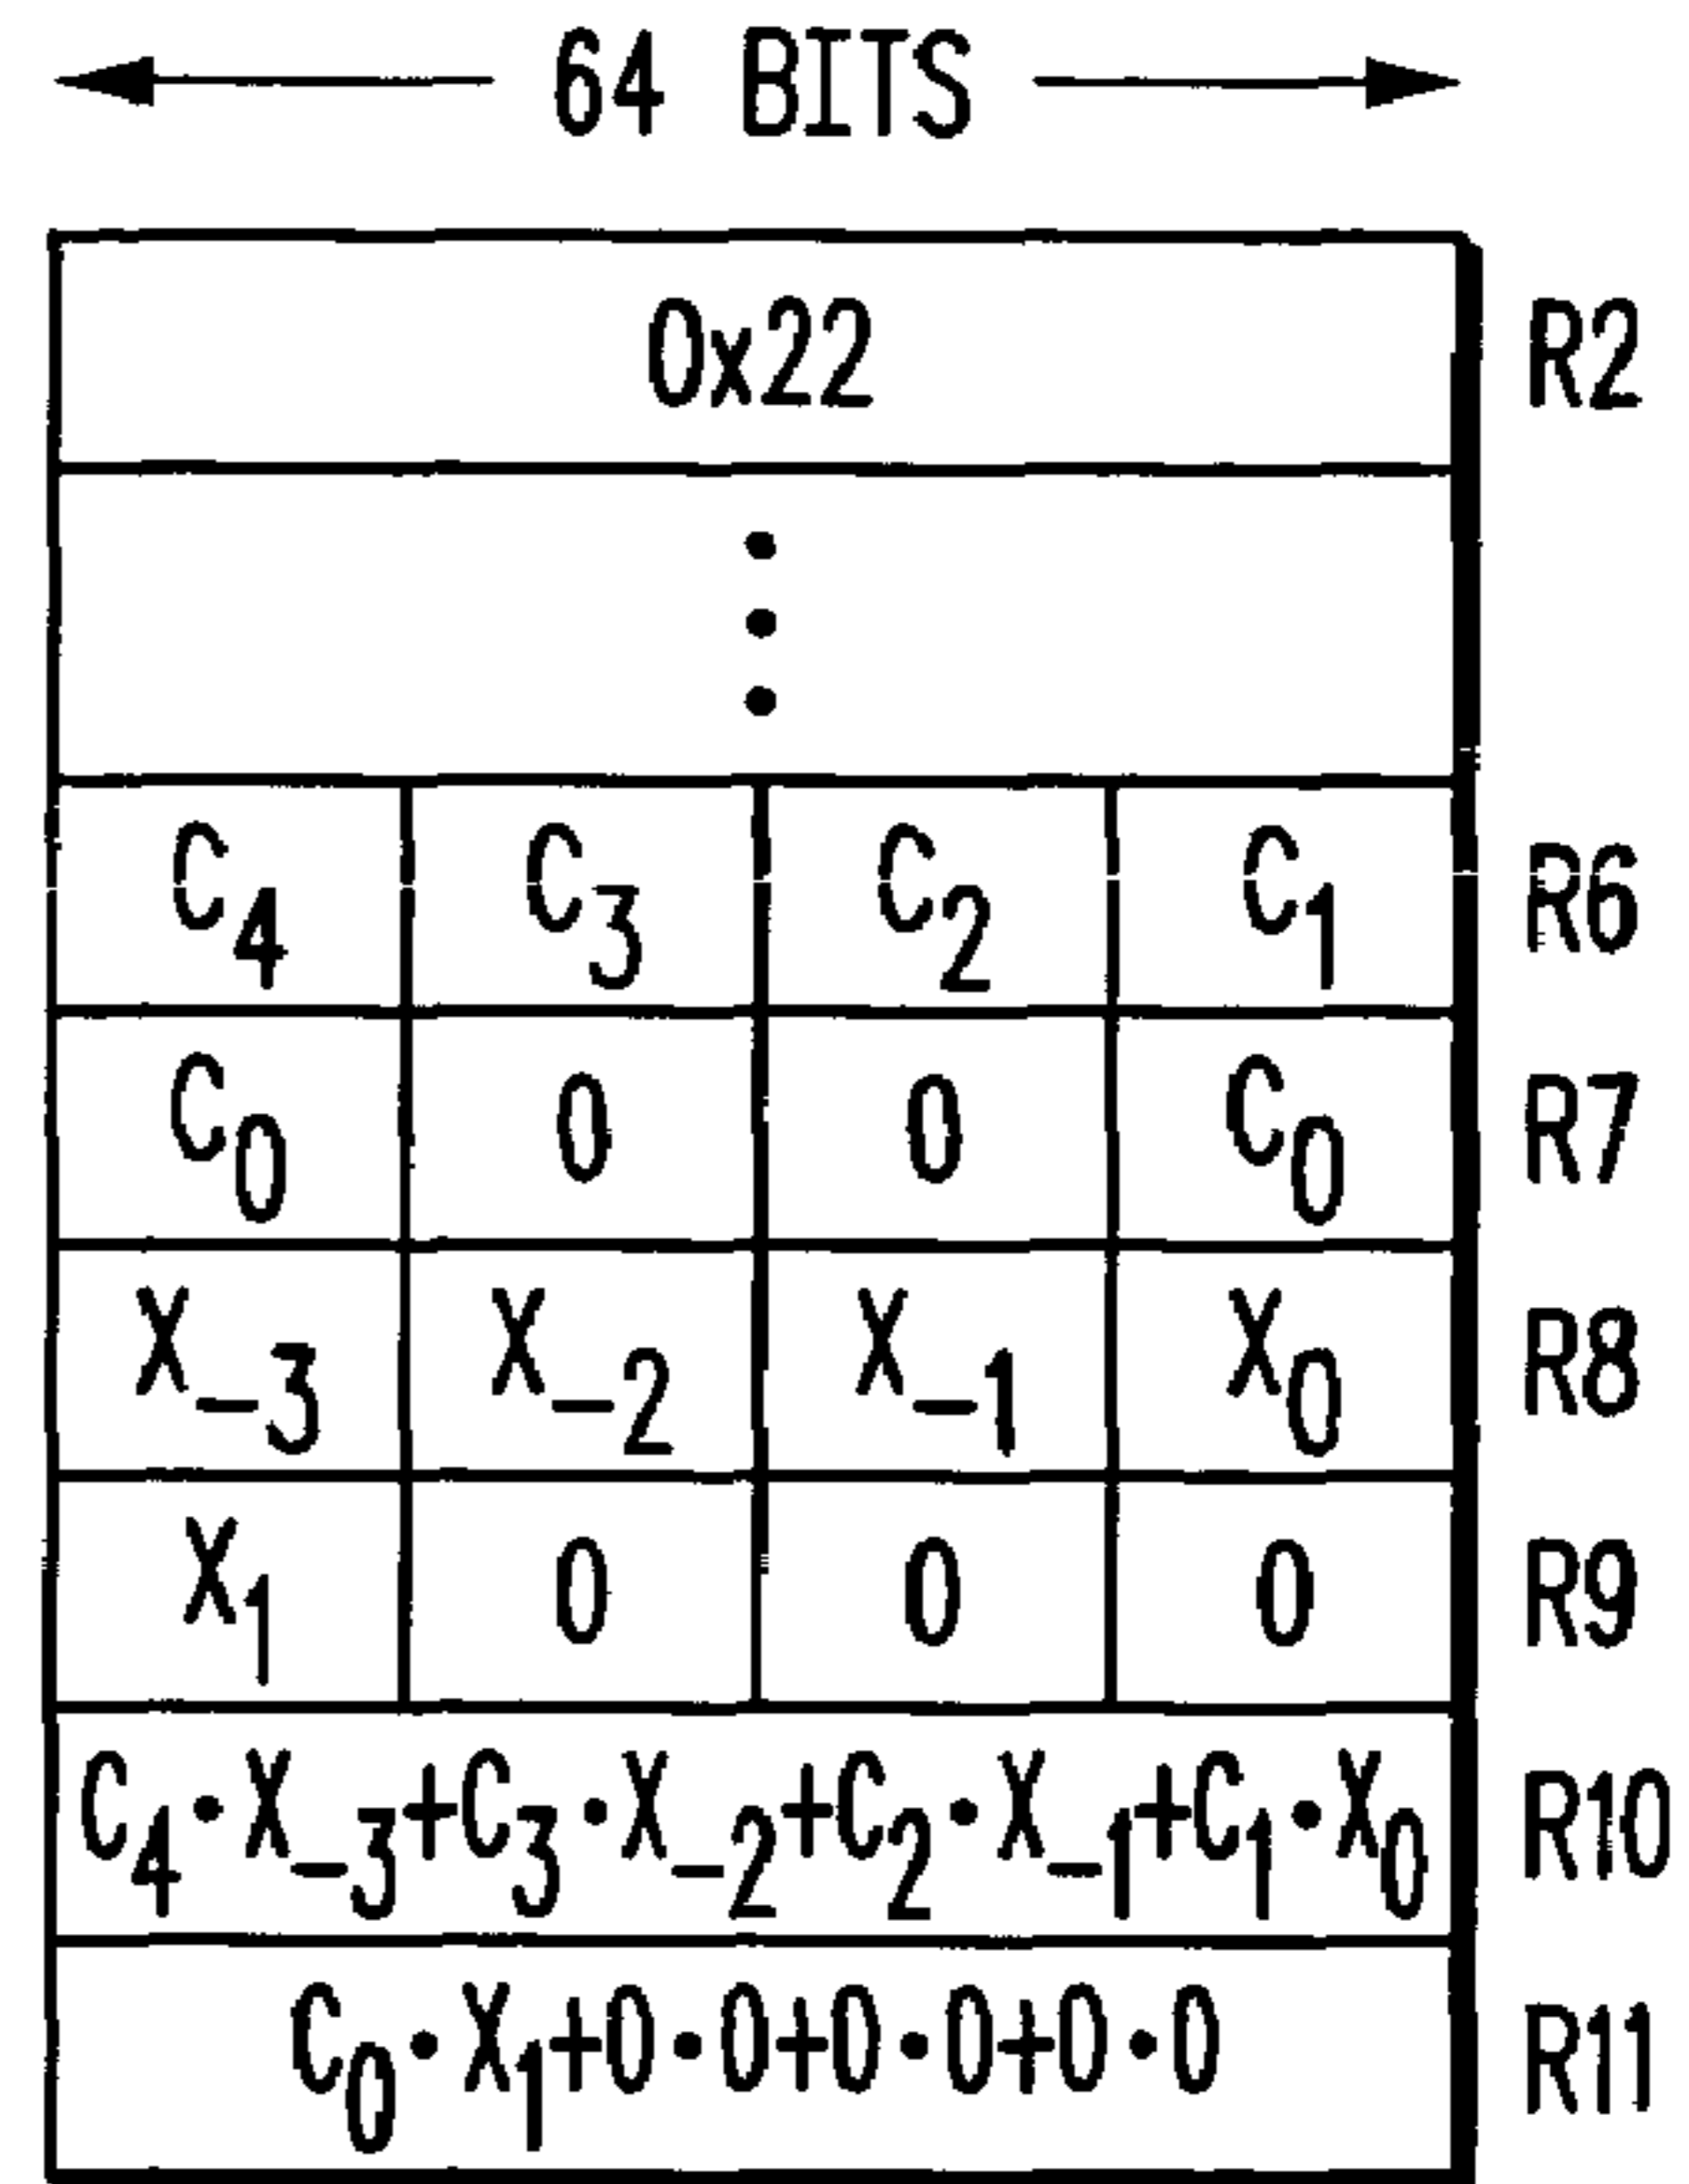 64 BITS
0x22 R2
C4 C3 C2 C1 R6
C0 0 0 C0 R7
X-3 X-2 X-1 X0 R8
X1 0 0 0 R9
C4·X-3+C3·X-2+C2·X-1+C1·X0 R10
C0·X1+0·0+0·0+0·0 R11